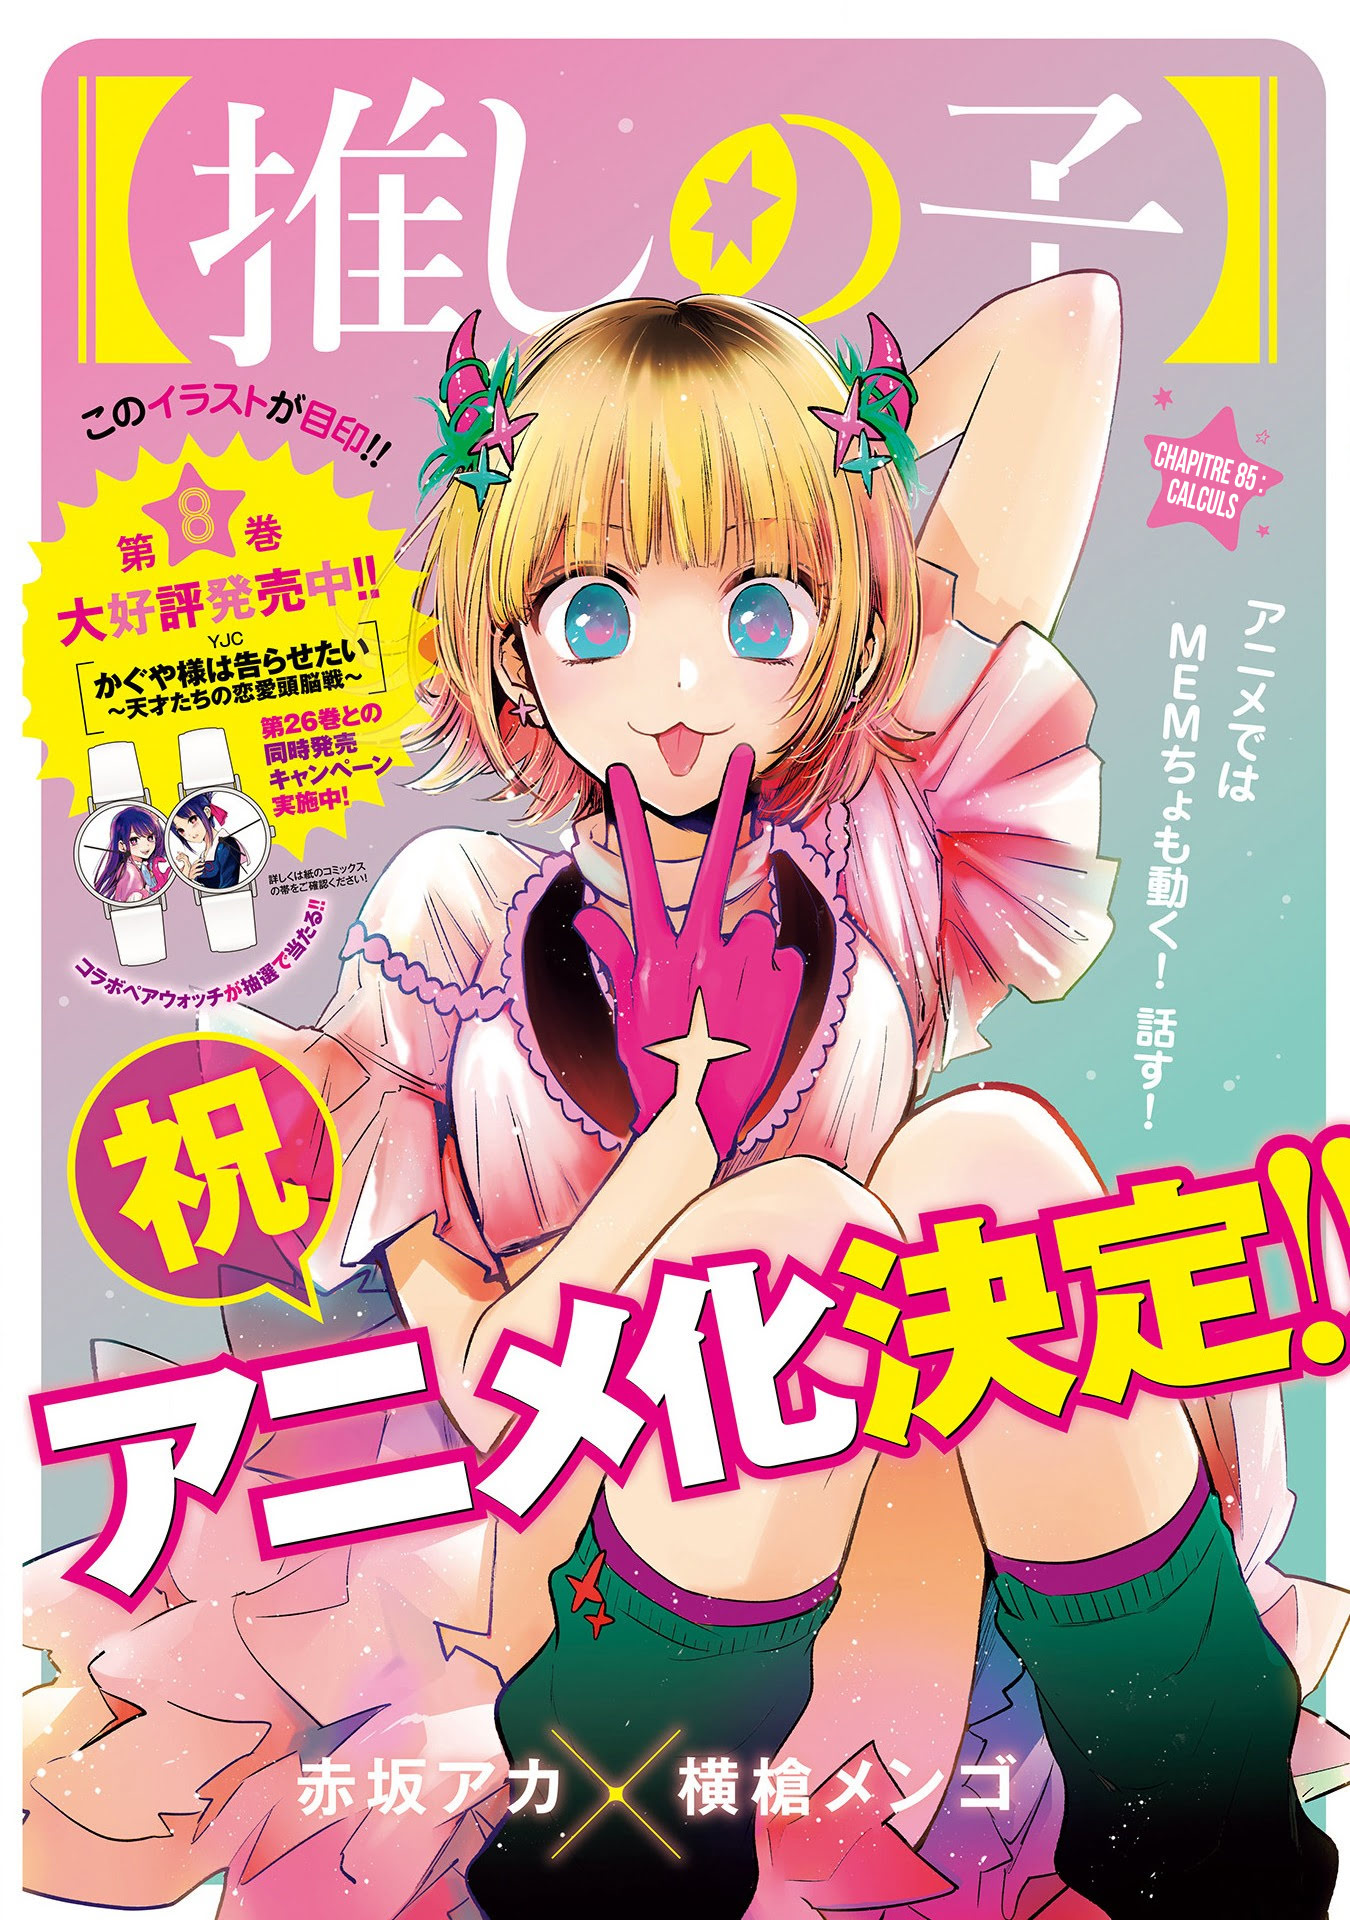 【推しの子】
このイラストが目印!!
第8巻
大好評発売中!!
YJC
[かぐや様は告らせたい
～天才たちの恋愛頭脳戦～]
第26巻との
同時発売
キャンペーン
実施中!
詳しくは紙のコミックス
の帯をご確認ください!
コラボペアウォッチが抽選で当たる!!
CHAPITRE 85 :
CALCULS
アニメでは
MEMちょも動く! 話す!
祝
アニメ化決定!!
赤坂アカ×横槍メンゴ